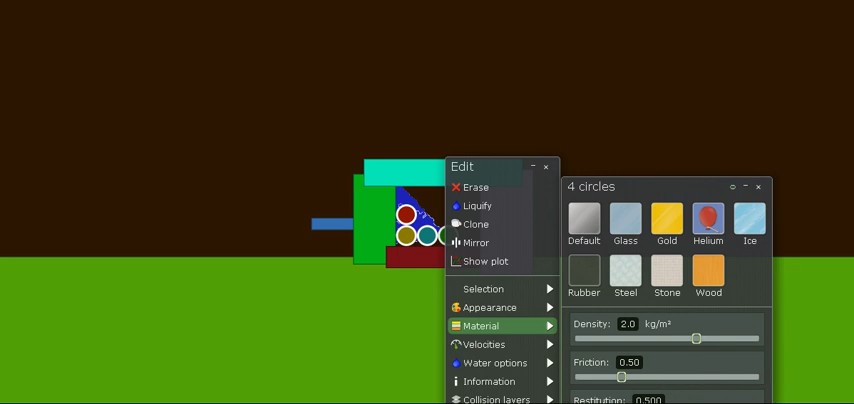 Edit
Erase
Liquify
Clone
Mirror
Show plot
Selection
Appearance
Material
Velocities
Water options
Information
Collision layers
4 circles
Default Glass Gold Helium Ice
Rubber Steel Stone Wood
Density: 2.0 kg/m³
Friction: 0.50
Restitution: 0.500